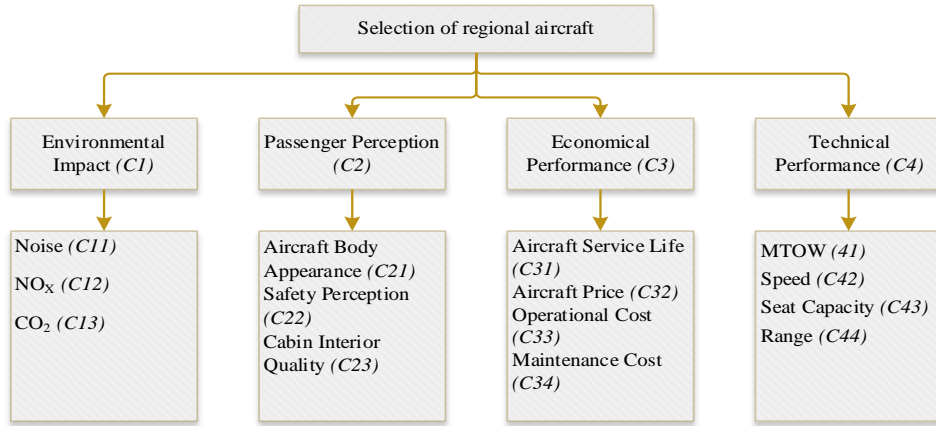 Selection of regional aircraft
Environmental
Impact (C1)
Passenger Perception
(C2)
Economical
Performance (C3)
Technical
Performance (C4)
Noise (C11)
NOX (C12)
CO2 (C13)
Aircraft Body
Appearance (C21)
Safety Perception
(C22)
Cabin Interior
Quality (C23)
Aircraft Service Life
(C31)
Aircraft Price (C32)
Operational Cost
(C33)
Maintenance Cost
(C34)
MTOW (41)
Speed (C42)
Seat Capacity (C43)
Range (C44)